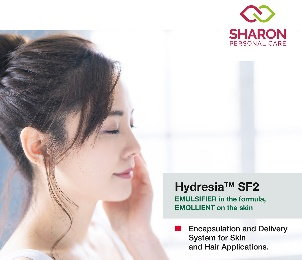 SHARON
PERSONAL CARE
Hydresia™ SF2
EMULSIFIER in the formula,
EMOLLIENT on the skin
Encapsulation and Delivery
System for Skin
and Hair Applications.